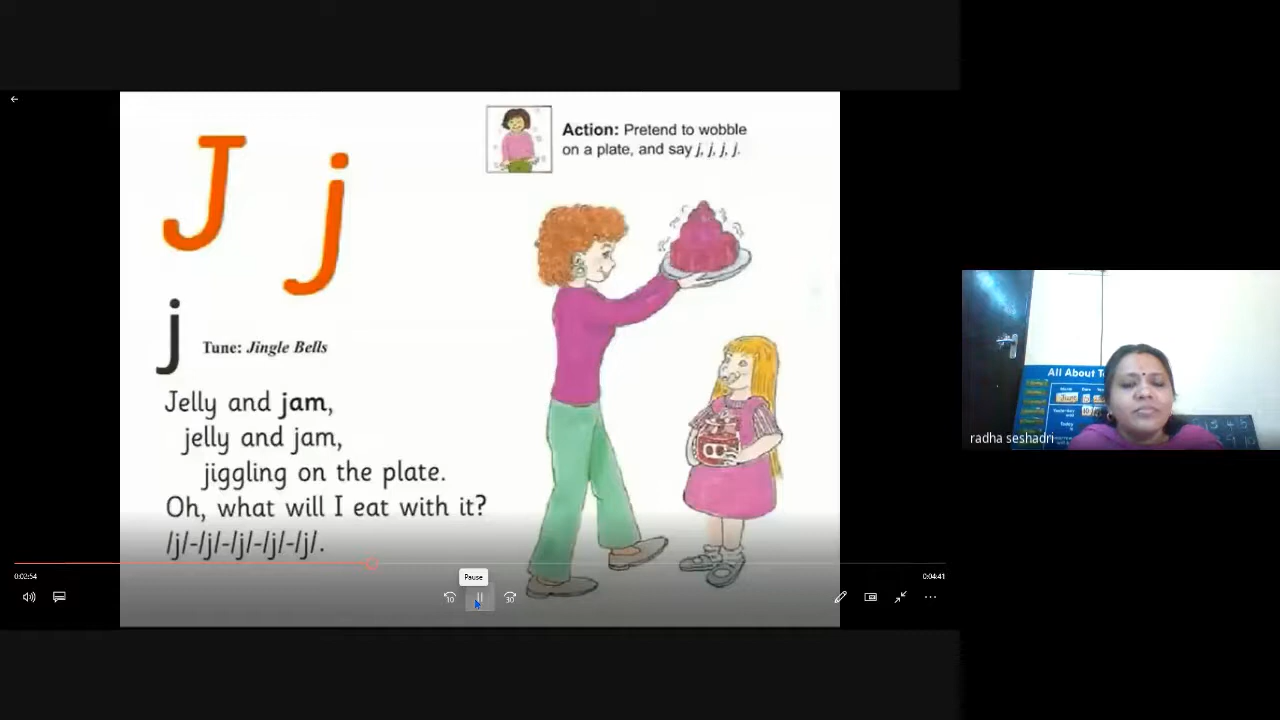 J j
Action: Pretend to wobble
on a plate, and say j, j, j, j.
j
Tune: Jingle Bells
Jelly and jam,
jelly and jam,
jiggling on the plate.
Oh, what will I eat with it?
/j/-/j/-/j/-/j/-/j/.
0:02:54
0:04:41
Pause
10
30
All About T
radha seshadri